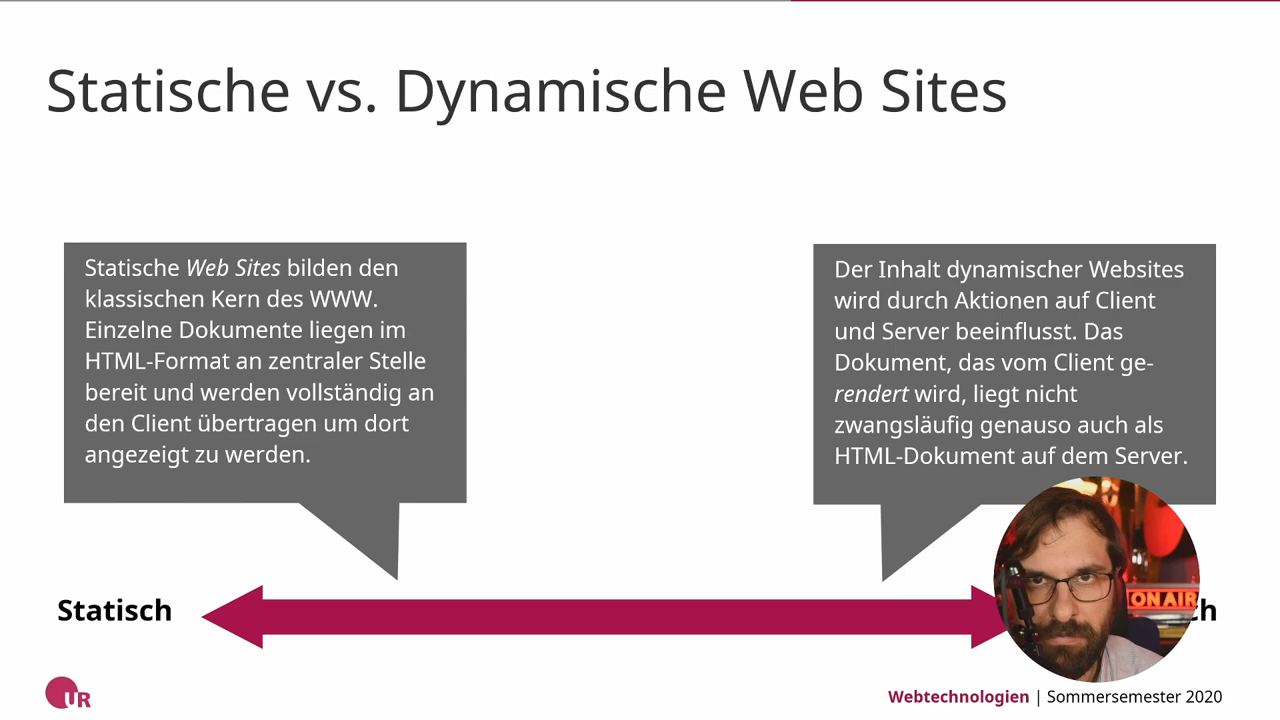 Statische vs. Dynamische Web Sites
Statische Web Sites bilden den
klassischen Kern des WWW.
Einzelne Dokumente liegen im
HTML-Format an zentraler Stelle
bereit und werden vollständig an
den Client übertragen um dort
angezeigt zu werden.
Der Inhalt dynamischer Websites
wird durch Aktionen auf Client
und Server beeinflusst. Das
Dokument, das vom Client ge-
rendert wird, liegt nicht
zwangsläufig genauso auch als
HTML-Dokument auf dem Server.
Statisch
ON AIR
UR
Webtechnologien | Sommersemester 2020